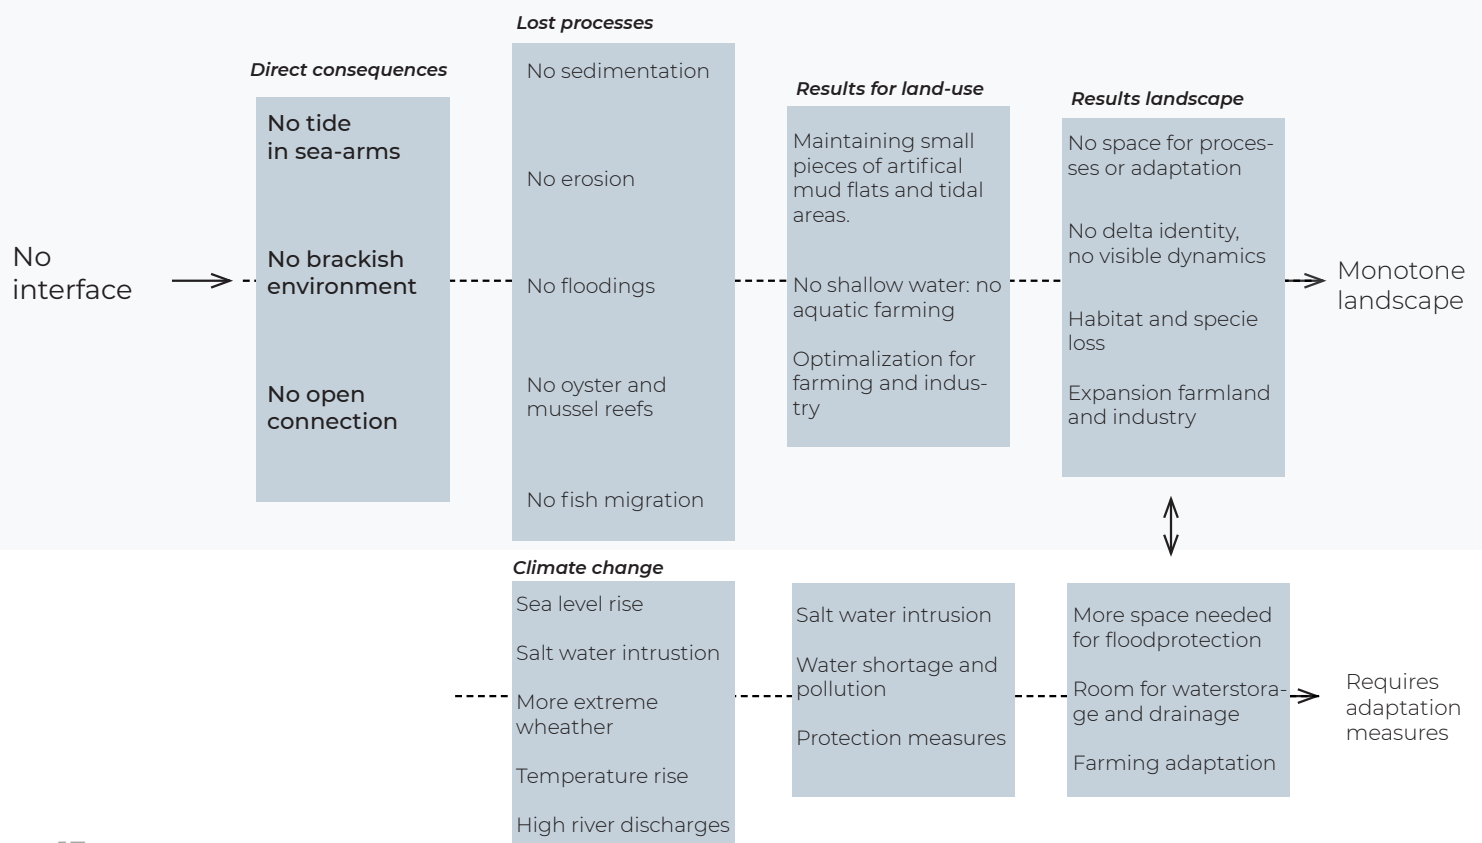 No
interface
Direct consequences
No tide
in sea-arms
No brackish
environment
No open
connection
Lost processes
No sedimentation
No erosion
No floodings
No oyster and
mussel reefs
No fish migration
Results for land-use
Maintaining small
pieces of artifical
mud flats and tidal
areas.
No shallow water: no
aquatic farming
Optimalization for
farming and indus-
try
Results landscape
No space for proces-
ses or adaptation
No delta identity,
no visible dynamics
Habitat and specie
loss
Expansion farmland
and industry
Monotone
landscape
Climate change
Sea level rise
Salt water intrustion
More extreme
wheather
Temperature rise
High river discharges
Salt water intrusion
Water shortage and
pollution
Protection measures
More space needed
for floodprotection
Room for waterstora-
ge and drainage
Farming adaptation
Requires
adaptation
measures